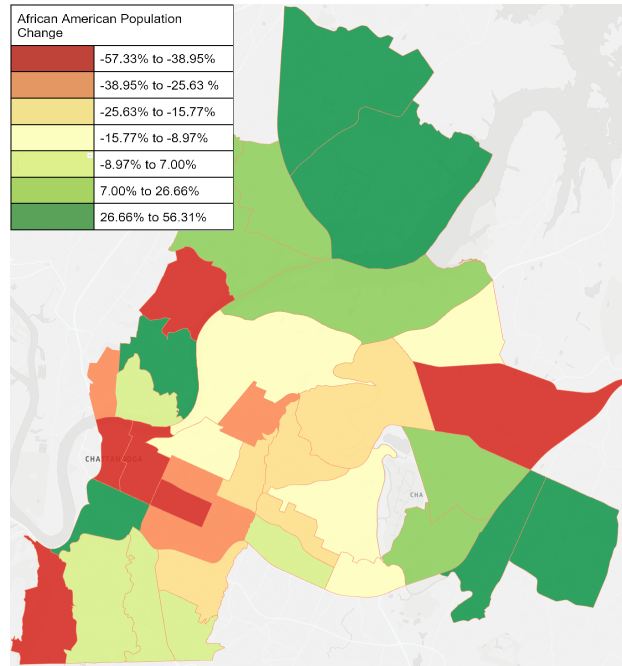 African American Population
Change
-57.33% to -38.95%
-38.95% to -25.63 %
-25.63% to -15.77%
-15.77% to -8.97%
-8.97% to 7.00%
7.00% to 26.66%
26.66% to 56.31%
CHATTANOOGA
CHA